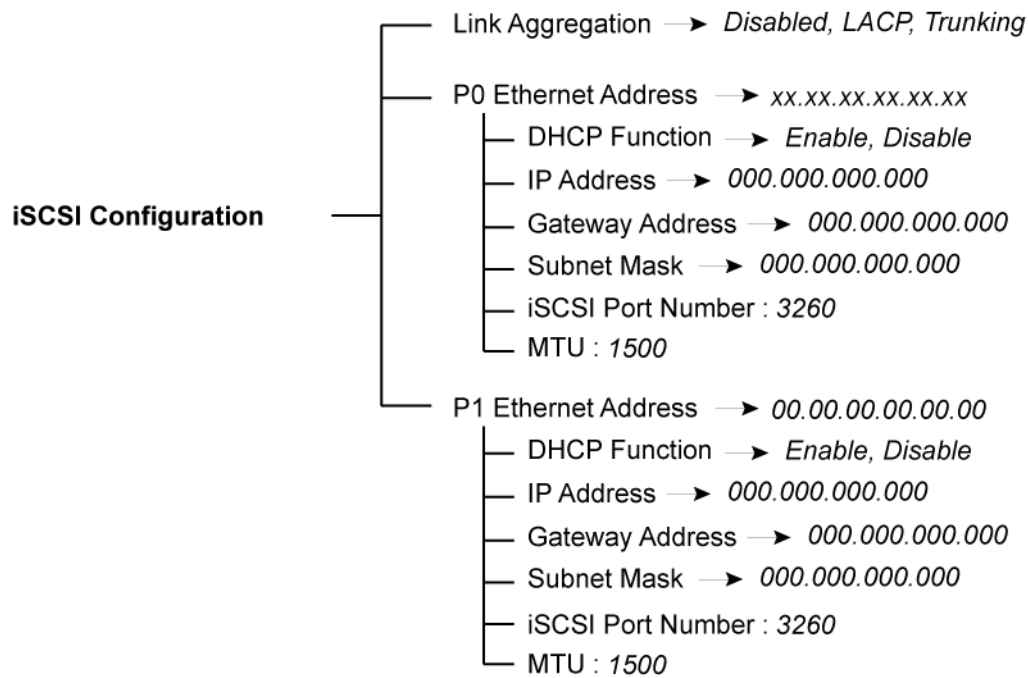 Link Aggregation Disabled, LACP, Trunking
P0 Ethernet Address xx.xx.xx.xx.xx.xx
DHCP Function Enable, Disable
IP Address 000.000.000.000
iSCSI Configuration
Gateway Address 000.000.000.000
Subnet Mask 000.000.000.000
iSCSI Port Number : 3260
MTU : 1500
P1 Ethernet Address 00.00.00.00.00.00
DHCP Function Enable, Disable
IP Address 000.000.000.000
Gateway Address 000.000.000.000
Subnet Mask 000.000.000.000
iSCSI Port Number : 3260
MTU : 1500